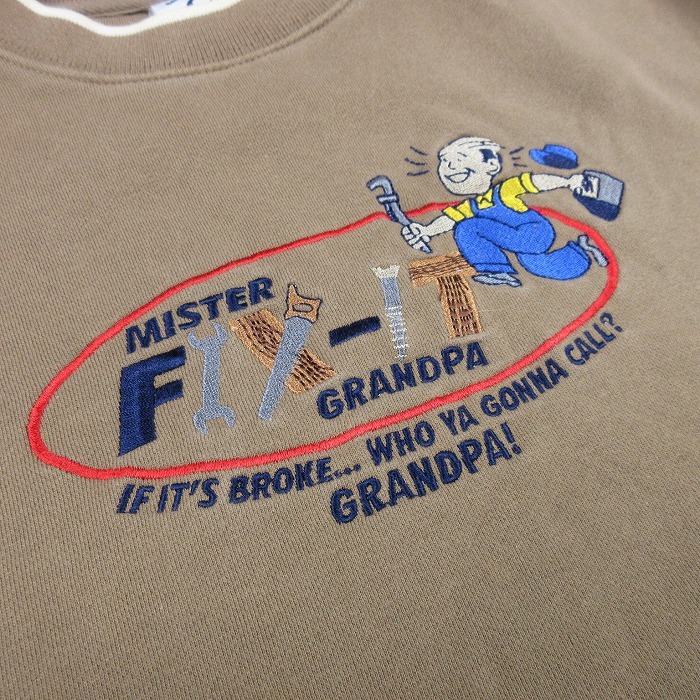 MISTER
FIX-IT
GRANDPA
IF IT'S BROKE... WHO YA GONNA CALL?
GRANDPA!